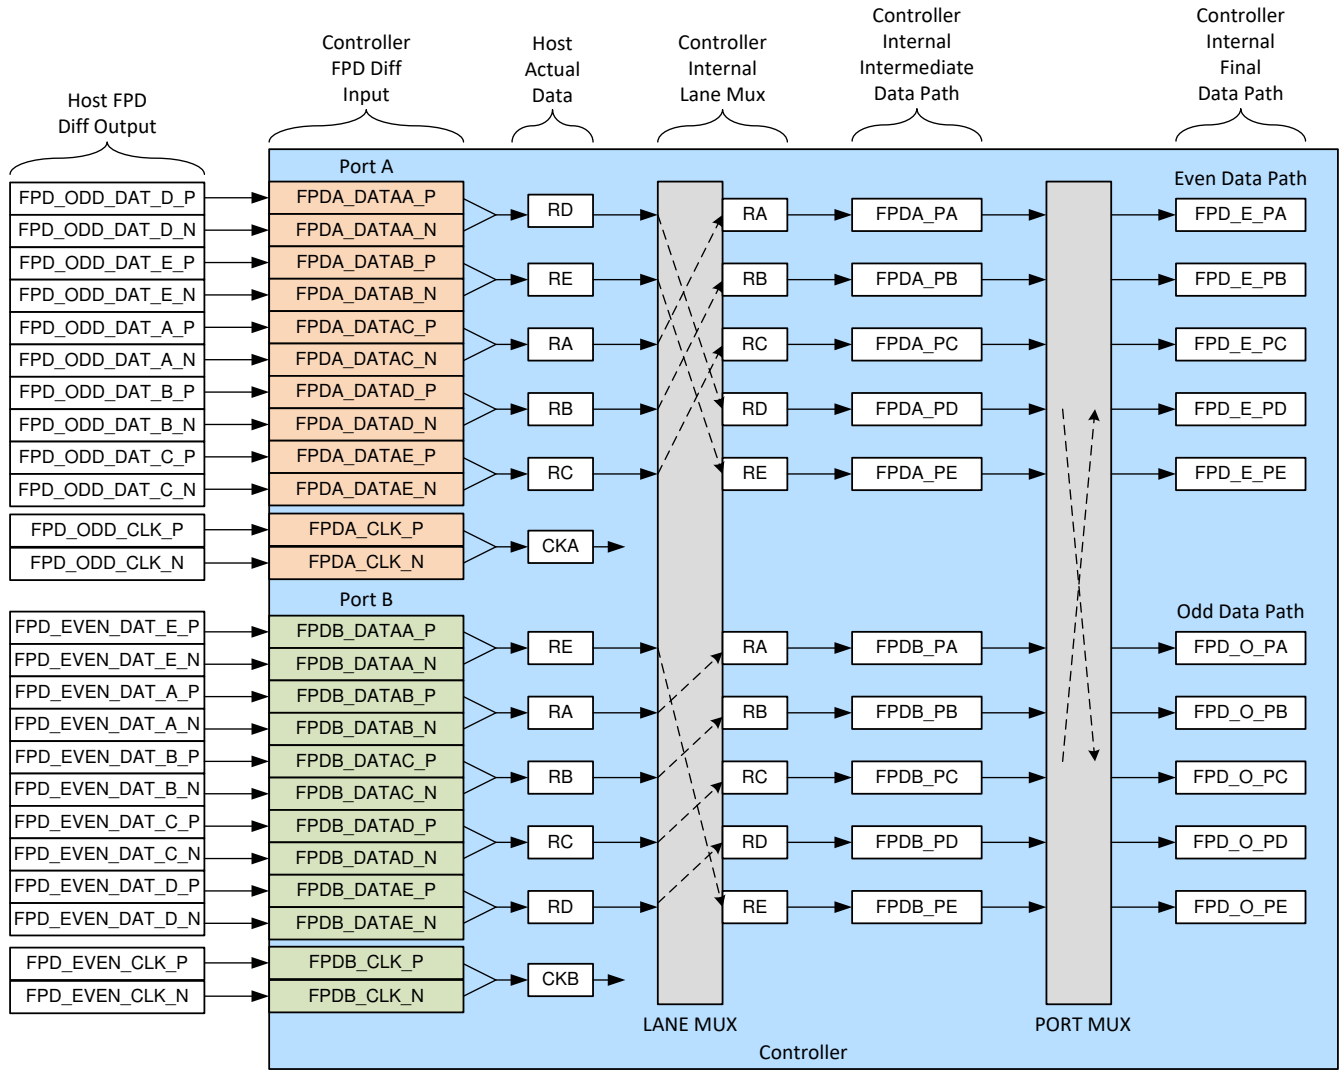 Host FPD
Diff Output
Controller
FPD Diff
Input
Host
Actual
Data
Controller
Internal
Lane Mux
Controller
Internal
Intermediate
Data Path
Controller
Internal
Final
Data Path
Port A
Even Data Path
FPD_ODD_DAT_D_P
FPD_ODD_DAT_D_N
FPD_ODD_DAT_E_P
FPD_ODD_DAT_E_N
FPD_ODD_DAT_A_P
FPD_ODD_DAT_A_N
FPD_ODD_DAT_B_P
FPD_ODD_DAT_B_N
FPD_ODD_DAT_C_P
FPD_ODD_DAT_C_N
FPD_ODD_CLK_P
FPD_ODD_CLK_N
FPDA_DATAA_P
FPDA_DATAA_N
FPDA_DATAB_P
FPDA_DATAB_N
FPDA_DATAC_P
FPDA_DATAC_N
FPDA_DATAD_P
FPDA_DATAD_N
FPDA_DATAE_P
FPDA_DATAE_N
FPDA_CLK_P
FPDA_CLK_N
RD
RE
RA
RB
RC
CKA
RA
RB
RC
RD
RE
FPDA_PA
FPDA_PB
FPDA_PC
FPDA_PD
FPDA_PE
FPD_E_PA
FPD_E_PB
FPD_E_PC
FPD_E_PD
FPD_E_PE
Port B
Odd Data Path
FPD_EVEN_DAT_E_P
FPD_EVEN_DAT_E_N
FPD_EVEN_DAT_A_P
FPD_EVEN_DAT_A_N
FPD_EVEN_DAT_B_P
FPD_EVEN_DAT_B_N
FPD_EVEN_DAT_C_P
FPD_EVEN_DAT_C_N
FPD_EVEN_DAT_D_P
FPD_EVEN_DAT_D_N
FPD_EVEN_CLK_P
FPD_EVEN_CLK_N
FPDB_DATAA_P
FPDB_DATAA_N
FPDB_DATAB_P
FPDB_DATAB_N
FPDB_DATAC_P
FPDB_DATAC_N
FPDB_DATAD_P
FPDB_DATAD_N
FPDB_DATAE_P
FPDB_DATAE_N
FPDB_CLK_P
FPDB_CLK_N
RE
RA
RB
RC
RD
CKB
RA
RB
RC
RD
RE
FPDB_PA
FPDB_PB
FPDB_PC
FPDB_PD
FPDB_PE
FPD_O_PA
FPD_O_PB
FPD_O_PC
FPD_O_PD
FPD_O_PE
LANE MUX
PORT MUX
Controller